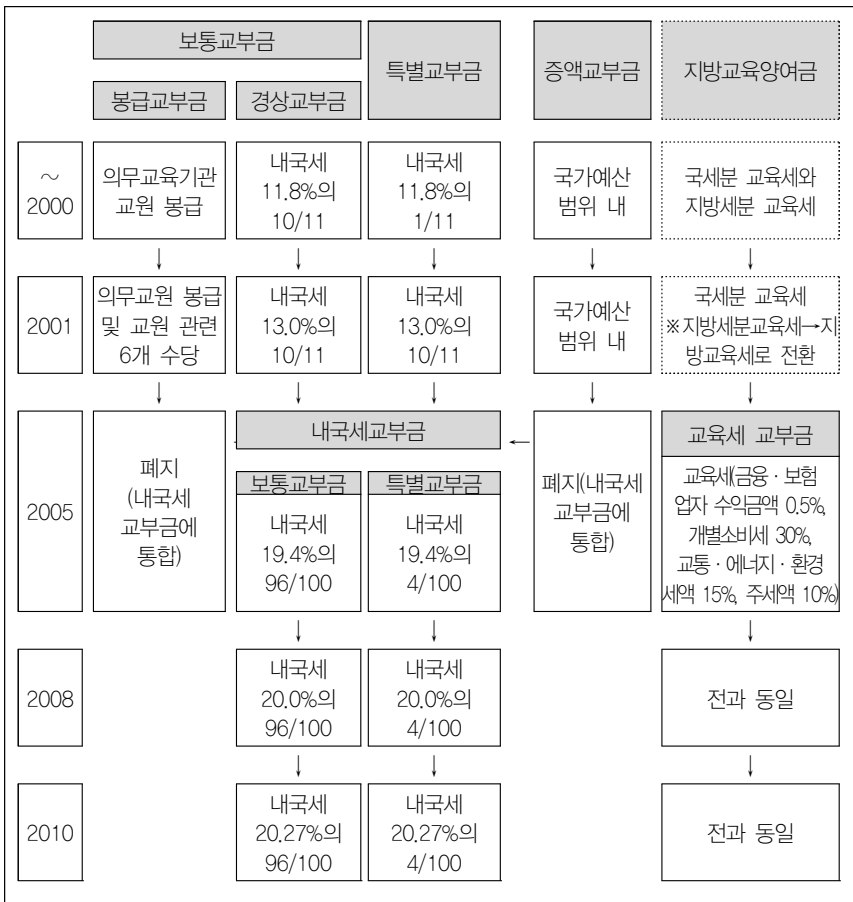 보통교부금
특별교부금
증액교부금
지방교육양여금
봉급교부금
경상교부금
～
2000
의무교육기관
교원 봉급
내국세
11.8%의
10/11
내국세
11.8%의
1/11
국가예산
범위 내
국세분 교육세와
지방세분 교육세
2001
의무교원 봉급
및 교원 관련
6개 수당
내국세
13.0%의
10/11
내국세
13.0%의
10/11
국가예산
범위 내
국세분 교육세
※지방세분교육세→지
방교육세로 전환
2005
폐지
(내국세
교부금에
통합)
내국세교부금
보통교부금
특별교부금
내국세
19.4%의
96/100
내국세
19.4%의
4/100
폐지(내국세
교부금에
통합)
교육세 교부금
교육세(금융·보험
업자 수익금액 0.5%,
개별소비세 30%,
교통·에너지·환경
세액 15%, 주세액 10%)
2008
내국세
20.0%의
96/100
내국세
20.0%의
4/100
전과 동일
2010
내국세
20.27%의
96/100
내국세
20.27%의
4/100
전과 동일